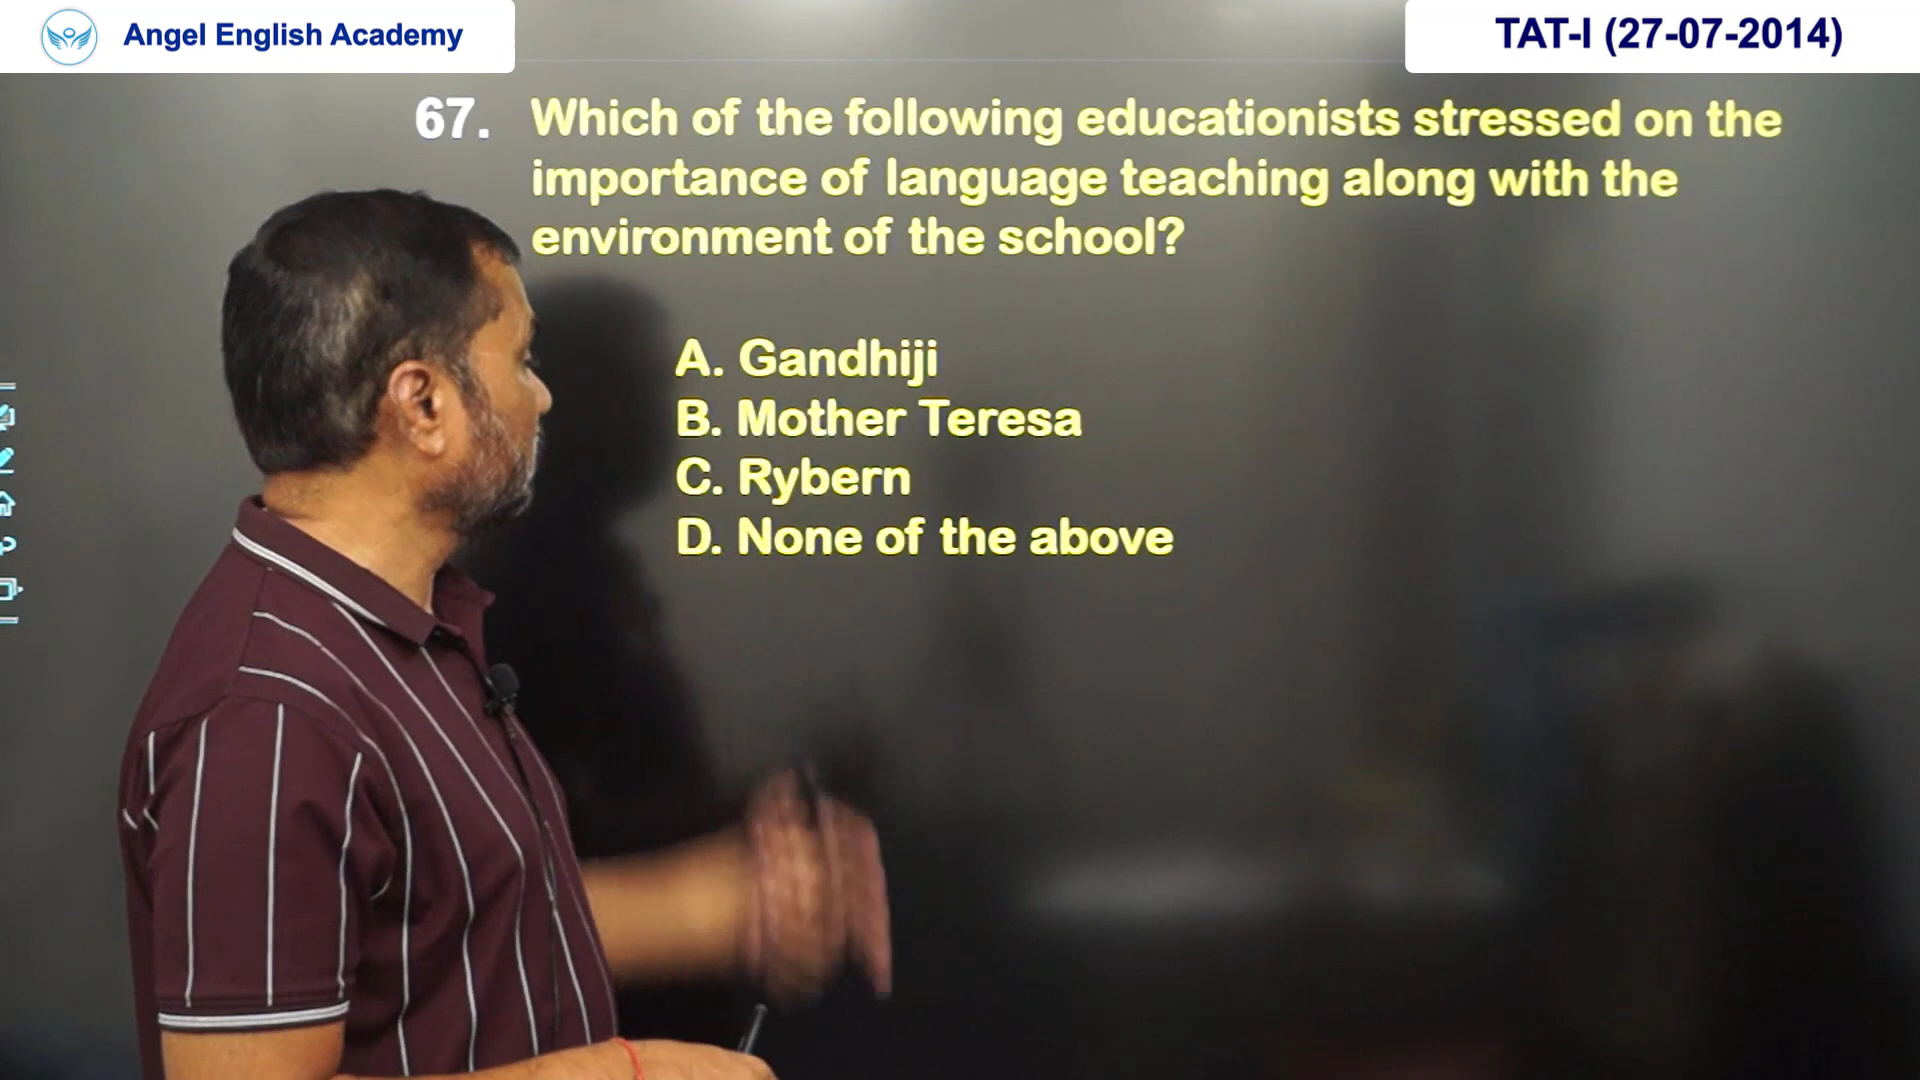 Angel English Academy
TAT-I (27-07-2014)
67. Which of the following educationists stressed on the
importance of language teaching along with the
environment of the school?
A. Gandhiji
B. Mother Teresa
C. Rybern
D. None of the above